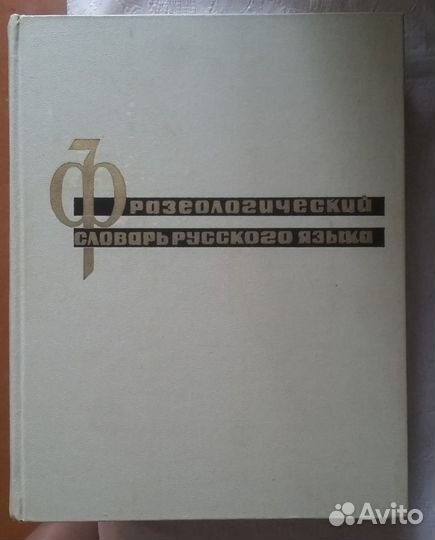 Фразеологический
словарь русского языка
Avito